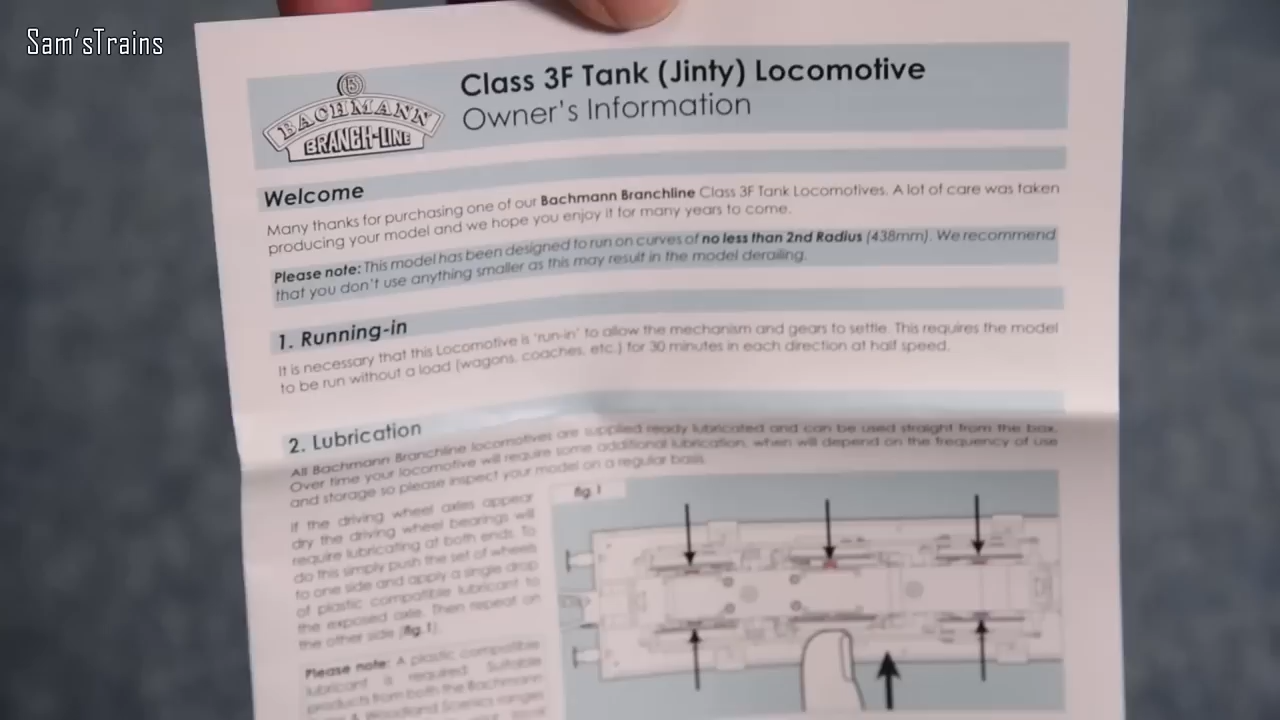 Sam'sTrains
BACHMANN
BRANCH-LINE
Class 3F Tank (Jinty) Locomotive
Owner's Information
Welcome
Many thanks for purchasing one of our Bachmann Branchline Class 3F Tank Locomotives. A lot of care was taken
producing your model and we hope you enjoy it for many years to come.
Please note: This model has been designed to run on curves of no less than 2nd Radius (438mm). We recommend
that you don't use anything smaller as this may result in the model derailing.
1. Running-in
It is necessary that this Locomotive is 'run-in' to allow the mechanism and gears to settle. This requires the model
to be run without a load (wagons, coaches, etc.) for 30 minutes in each direction at half speed.
2. Lubrication
All Bachmann Branchline locomotives are supplied ready lubricated and can be used straight from the box.
Over time your locomotive will require some additional lubrication, when will depend on the frequency of use
and storage so please inspect your model on a regular basis.
If the driving wheel axles appear
dry the driving wheel bearings will
require lubricating at both ends. To
do this simply push the set of wheels
to one side and apply a single drop
of plastic compatible lubricant to
the exposed axle. Then repeat on
the other side (fig.1).
fig.1
Please note: A plastic compatible
lubricant is required. Suitable
products from both the Bachmann
& Woodland Scenics ranges